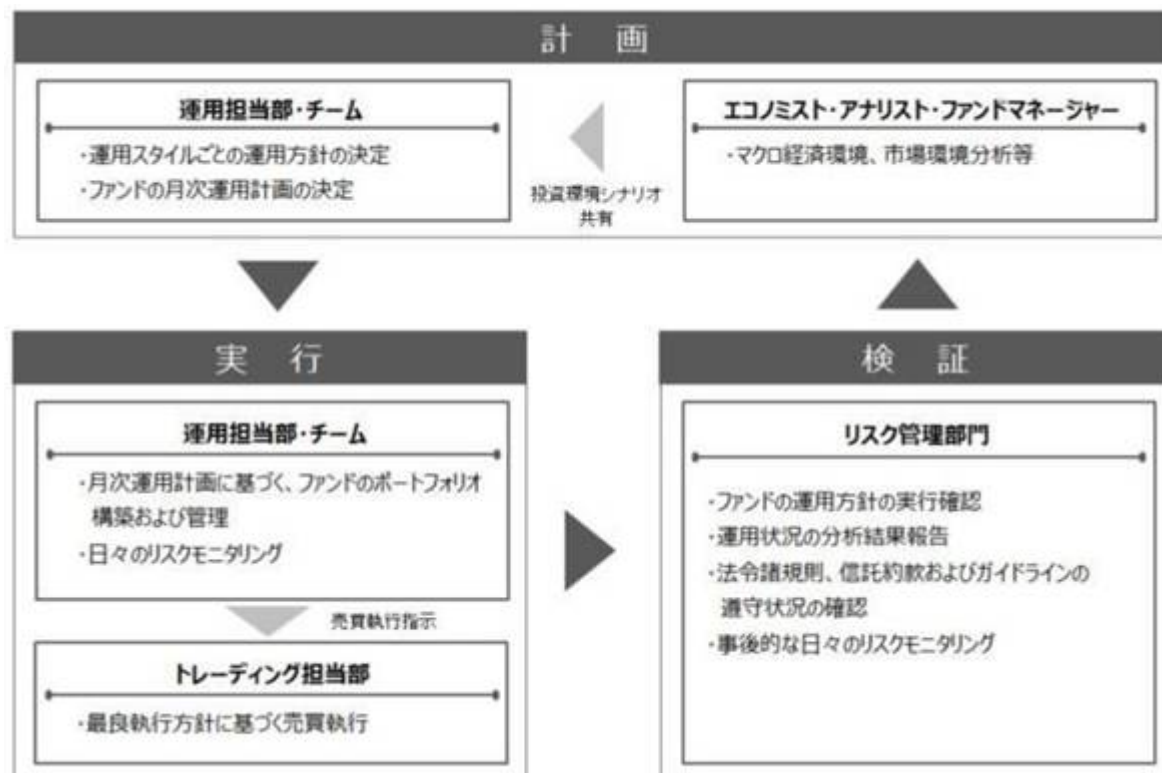 計 画
運用担当部・チーム
・運用スタイルごとの運用方針の決定
・ファンドの月次運用計画の決定
投資環境シナリオ
共有
エコノミスト・アナリスト・ファンドマネージャー
・マクロ経済環境、市場環境分析等
実 行
運用担当部・チーム
・月次運用計画に基づく、ファンドのポートフォリオ
構築および管理
・日々のリスクモニタリング
売買執行指示
トレーディング担当部
・最良執行方針に基づく売買執行
検 証
リスク管理部門
・ファンドの運用方針の実行確認
・運用状況の分析結果報告
・法令諸規則、信託約款およびガイドラインの
遵守状況の確認
・事後的な日々のリスクモニタリング